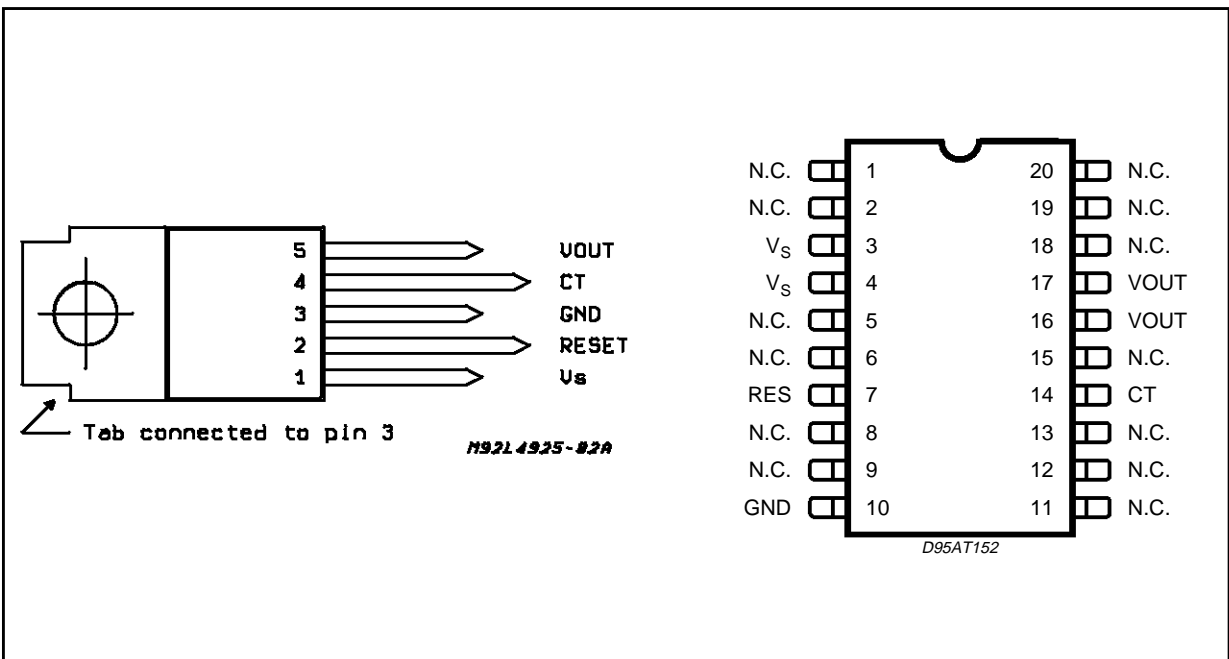 5 VOUT
4 CT
3 GND
2 RESET
1 Vs
Tab connected to pin 3
M92L4925-02A
N.C. 1 20 N.C.
N.C. 2 19 N.C.
VS 3 18 N.C.
VS 4 17 VOUT
N.C. 5 16 VOUT
N.C. 6 15 N.C.
RES 7 14 CT
N.C. 8 13 N.C.
N.C. 9 12 N.C.
GND 10 11 N.C.
D95AT152